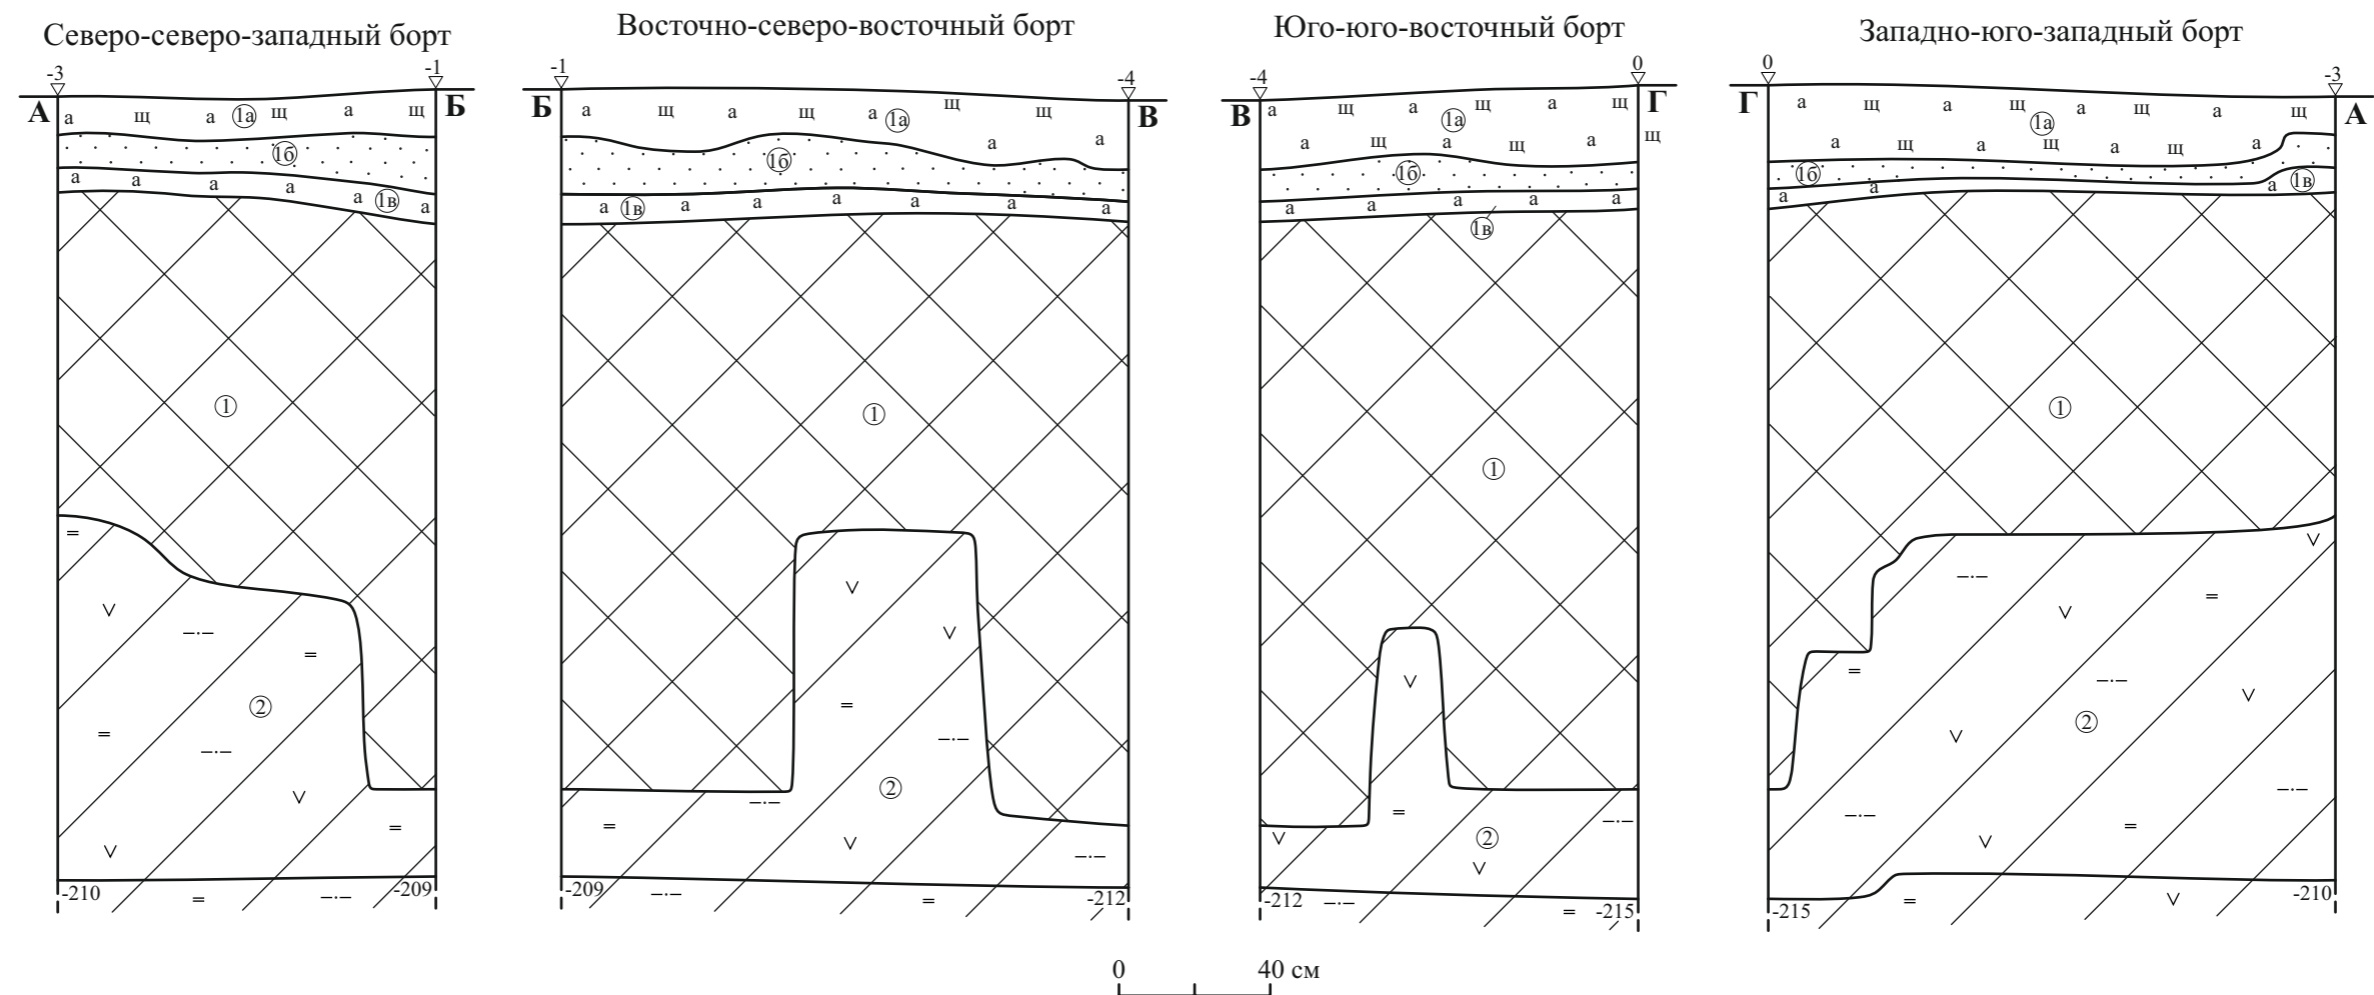 Северо-северо-западный борт
Восточно-северо-восточный борт
Юго-юго-восточный борт
Западно-юго-западный борт
-3 -1 -1 -4 -4 0 0 -3
А Б Б В В Г Г А
а щ а 1а щ а щ
а щ а щ а 1а щ а щ а
а щ а 1а щ а щ щ
а щ а щ а 1а щ а щ
а щ а щ а
а щ а щ а щ а
1б 1б 1б 1б
а а а а а 1в а
а 1в а а а а а
а а а а а 1в
а а а 1в
1 1 1 1
2 2 2 2
-210 -209
-209 -212
-212 -215
-215 -210
0 40 см